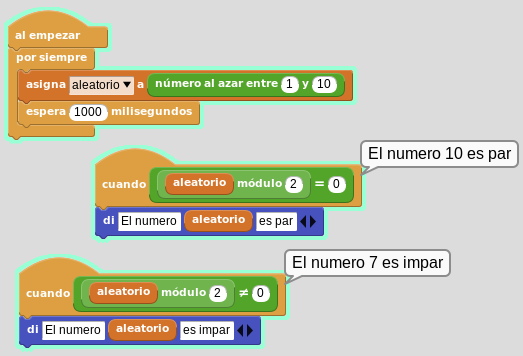 al empezar
por siempre
asigna aleatorio a número al azar entre 1 y 10
espera 1000 milisegundos
El numero 10 es par
cuando aleatorio módulo 2 = 0
di El numero aleatorio es par
El numero 7 es impar
cuando aleatorio módulo 2 ≠ 0
di El numero aleatorio es impar